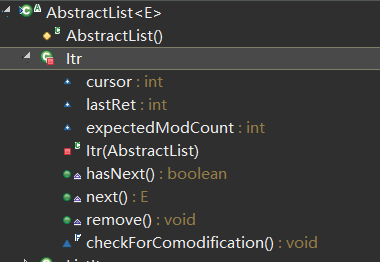 AbstractList<E>
AbstractList()
Itr
cursor : int
lastRet : int
expectedModCount : int
Itr(AbstractList)
hasNext() : boolean
next() : E
remove() : void
checkForComodification() : void